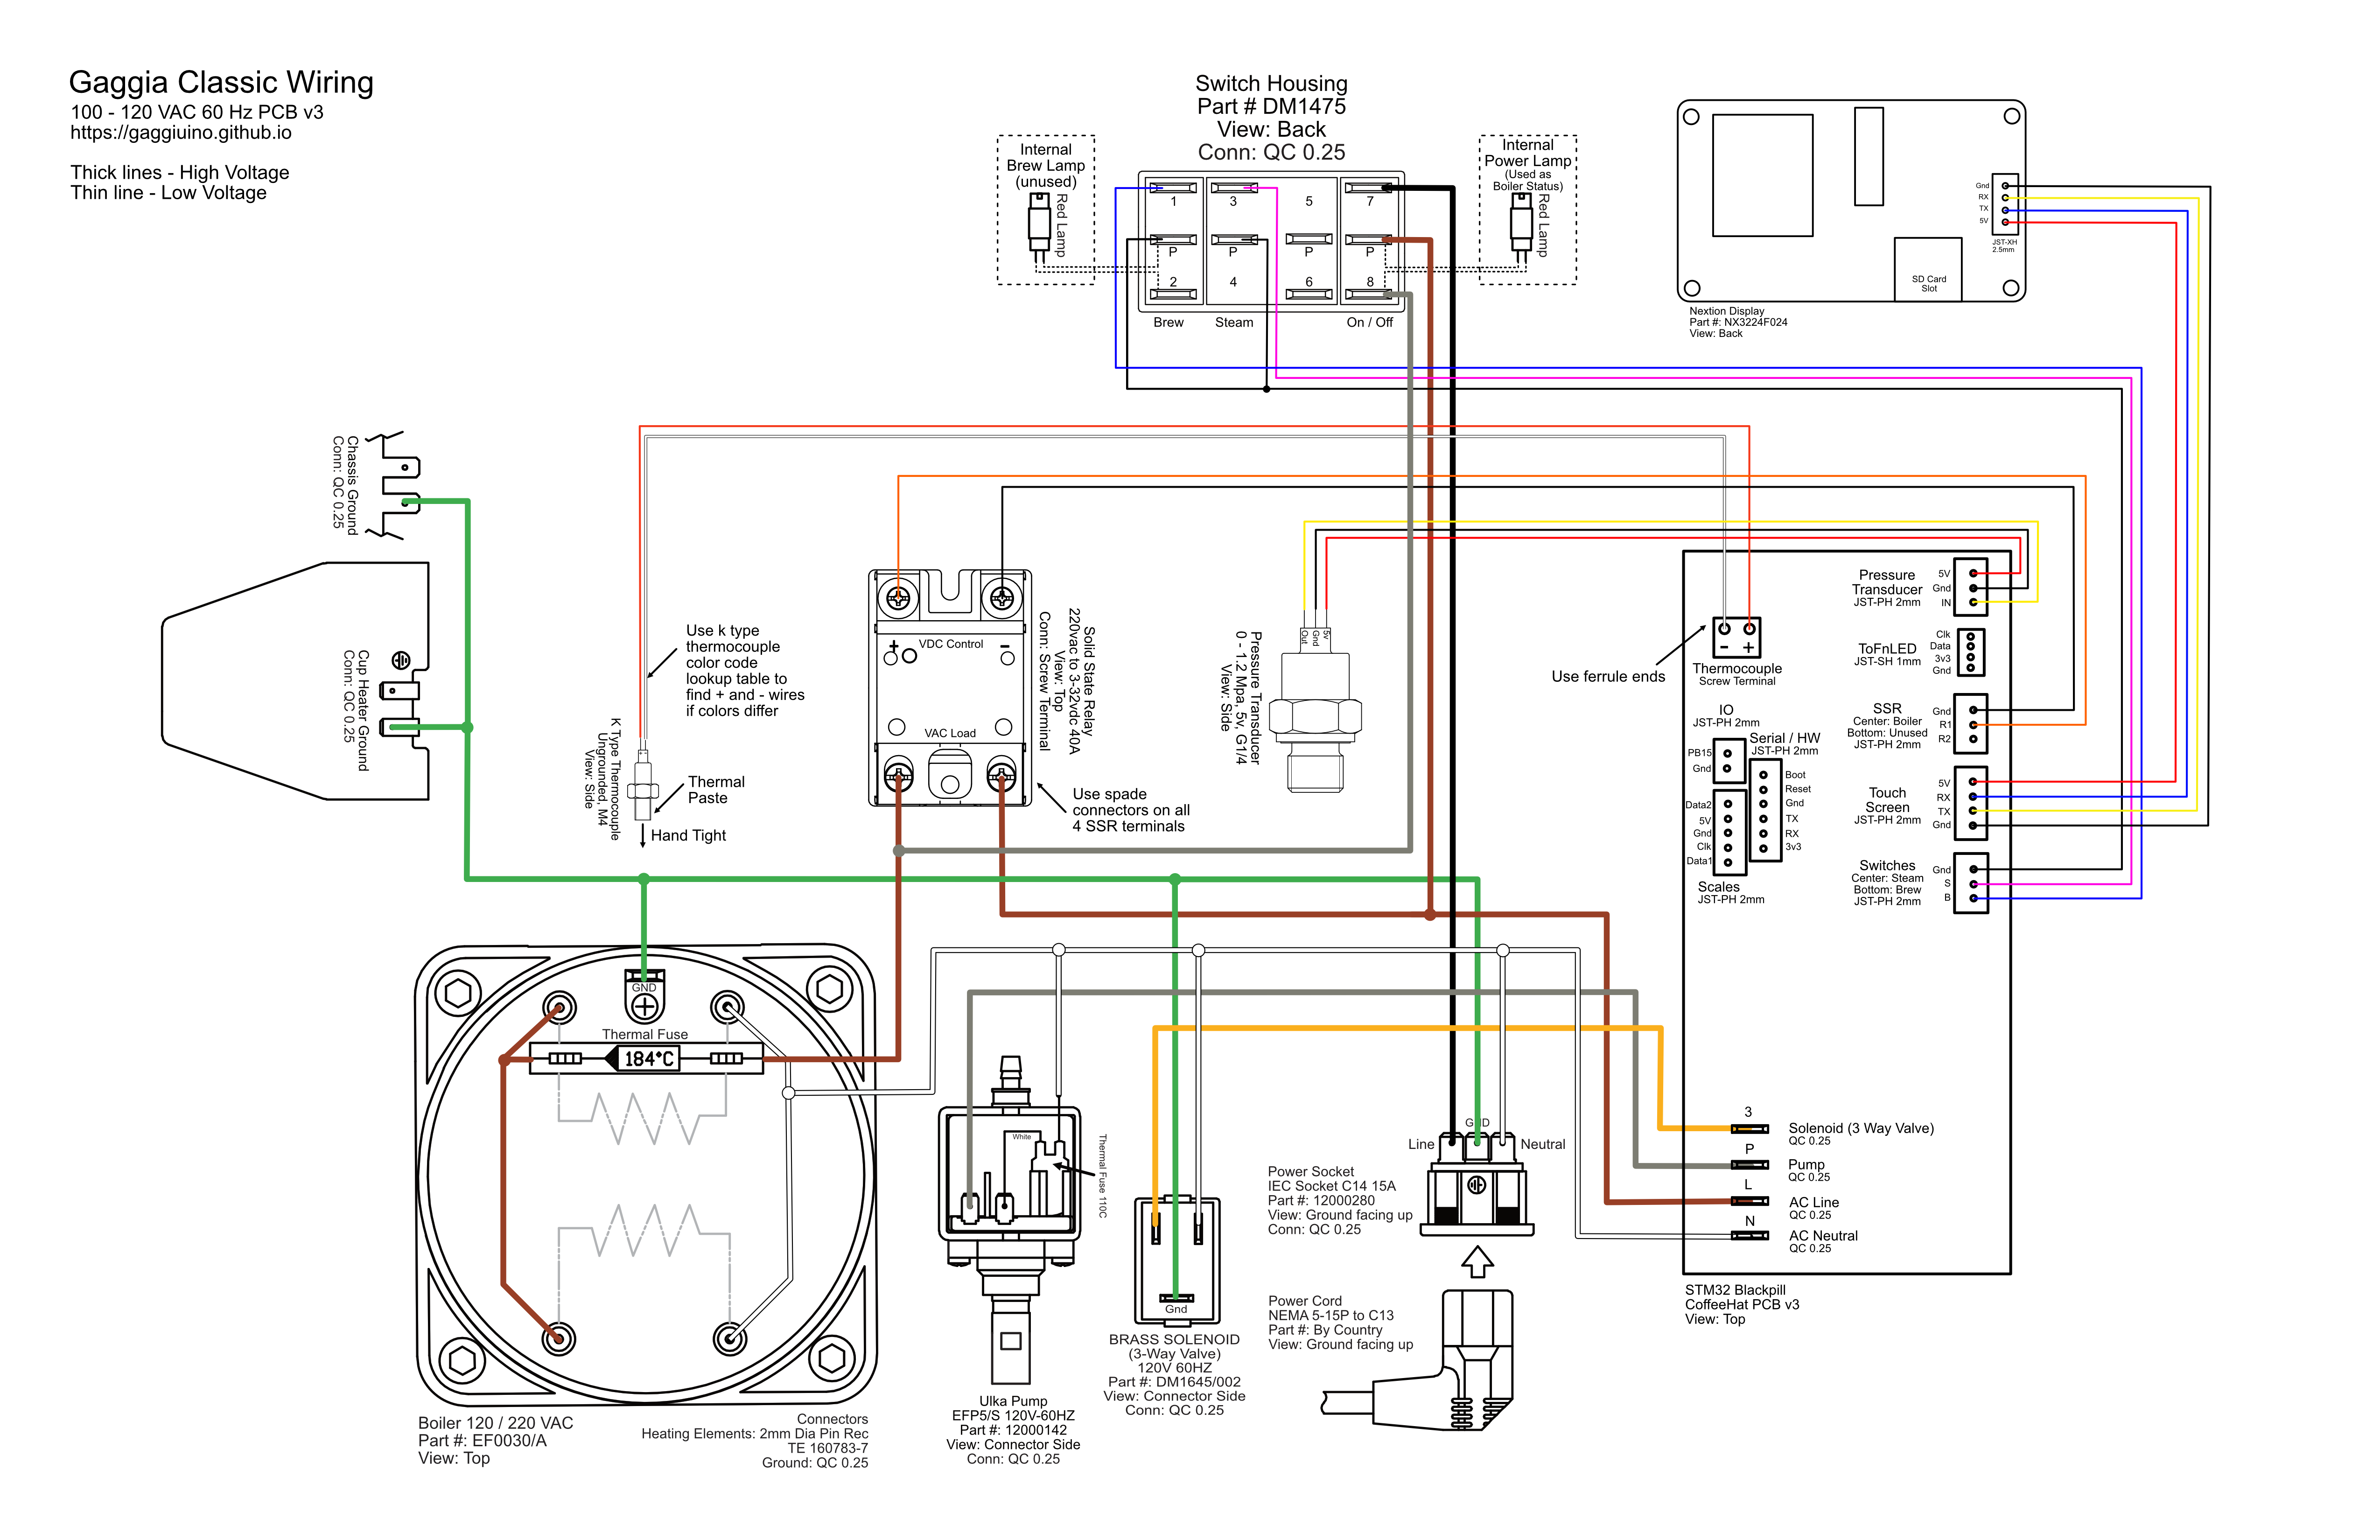 Gaggia Classic Wiring
100 - 120 VAC 60 Hz PCB v3
https://gaggiuino.github.io
Thick lines - High Voltage
Thin line - Low Voltage
Switch Housing
Part # DM1475
View: Back
Conn: QC 0.25
Internal
Brew Lamp
(unused)
Red Lamp
Internal
Power Lamp
(Used as
Boiler Status)
Red Lamp
1
3
5
7
P
P
P
P
2
4
6
8
Brew
Steam
On / Off
Gnd
RX
TX
5V
JST-XH
2.5mm
SD Card
Slot
Nextion Display
Part #: NX3224F024
View: Back
Chassis Ground
Conn: QC 0.25
Cup Heater Ground
Conn: QC 0.25
Use k type
thermocouple
color code
lookup table to
find + and - wires
if colors differ
K Type Thermocouple
Ungrounded, M4
View: Side
Thermal
Paste
Hand Tight
+
VDC Control
-
VAC Load
Solid State Relay
220vac to 3-32vdc 40A
View: Top
Conn: Screw Terminal
Use spade
connectors on all
4 SSR terminals
Out
Gnd
5v
Pressure Transducer
0 - 1.2 Mpa, 5v, G1/4
View: Side
Use ferrule ends
- +
Thermocouple
Screw Terminal
Pressure
Transducer
JST-PH 2mm
5V
Gnd
IN
ToFnLED
JST-SH 1mm
Clk
Data
3v3
Gnd
SSR
Center: Boiler
Bottom: Unused
JST-PH 2mm
Gnd
R1
R2
IO
JST-PH 2mm
PB15
Gnd
Serial / HW
JST-PH 2mm
Boot
Reset
Gnd
TX
RX
3v3
Data2
5V
Gnd
Clk
Data1
Scales
JST-PH 2mm
Touch
Screen
JST-PH 2mm
5V
RX
TX
Gnd
Switches
Center: Steam
Bottom: Brew
JST-PH 2mm
Gnd
S
B
3
Solenoid (3 Way Valve)
QC 0.25
P
Pump
QC 0.25
L
AC Line
QC 0.25
N
AC Neutral
QC 0.25
STM32 Blackpill
CoffeeHat PCB v3
View: Top
GND
Thermal Fuse
184°C
Boiler 120 / 220 VAC
Part #: EF0030/A
View: Top
Connectors
Heating Elements: 2mm Dia Pin Rec
TE 160783-7
Ground: QC 0.25
White
Thermal Fuse 110C
Ulka Pump
EFP5/S 120V-60HZ
Part #: 12000142
View: Connector Side
Conn: QC 0.25
Gnd
BRASS SOLENOID
(3-Way Valve)
120V 60HZ
Part #: DM1645/002
View: Connector Side
Conn: QC 0.25
Line
GND
Neutral
Power Socket
IEC Socket C14 15A
Part #: 12000280
View: Ground facing up
Conn: QC 0.25
Power Cord
NEMA 5-15P to C13
Part #: By Country
View: Ground facing up